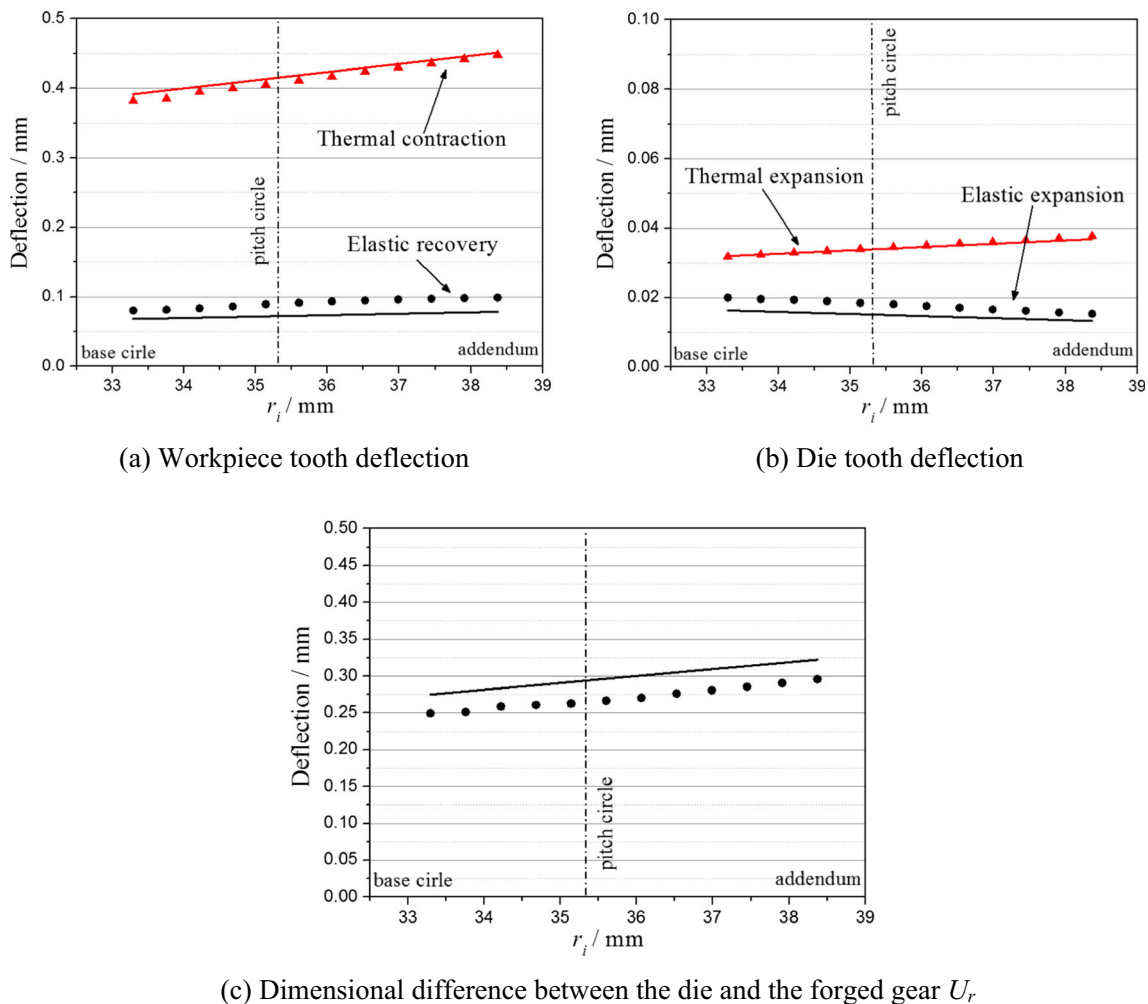 0.5
0.4
0.3
0.2
0.1
0.0
Deflection / mm
Thermal contraction
pitch circle
Elastic recovery
base cirle
addendum
33 34 35 36 37 38 39
r_i / mm
(a) Workpiece tooth deflection
0.10
0.08
0.06
0.04
0.02
0.00
Deflection / mm
pitch circle
Thermal expansion
Elastic expansion
base cirle
addendum
33 34 35 36 37 38 39
r_i / mm
(b) Die tooth deflection
0.50
0.45
0.40
0.35
0.30
0.25
0.20
0.15
0.10
0.05
0.00
Deflection / mm
pitch circle
base cirle
addendum
33 34 35 36 37 38 39
r_i / mm
(c) Dimensional difference between the die and the forged gear U_r